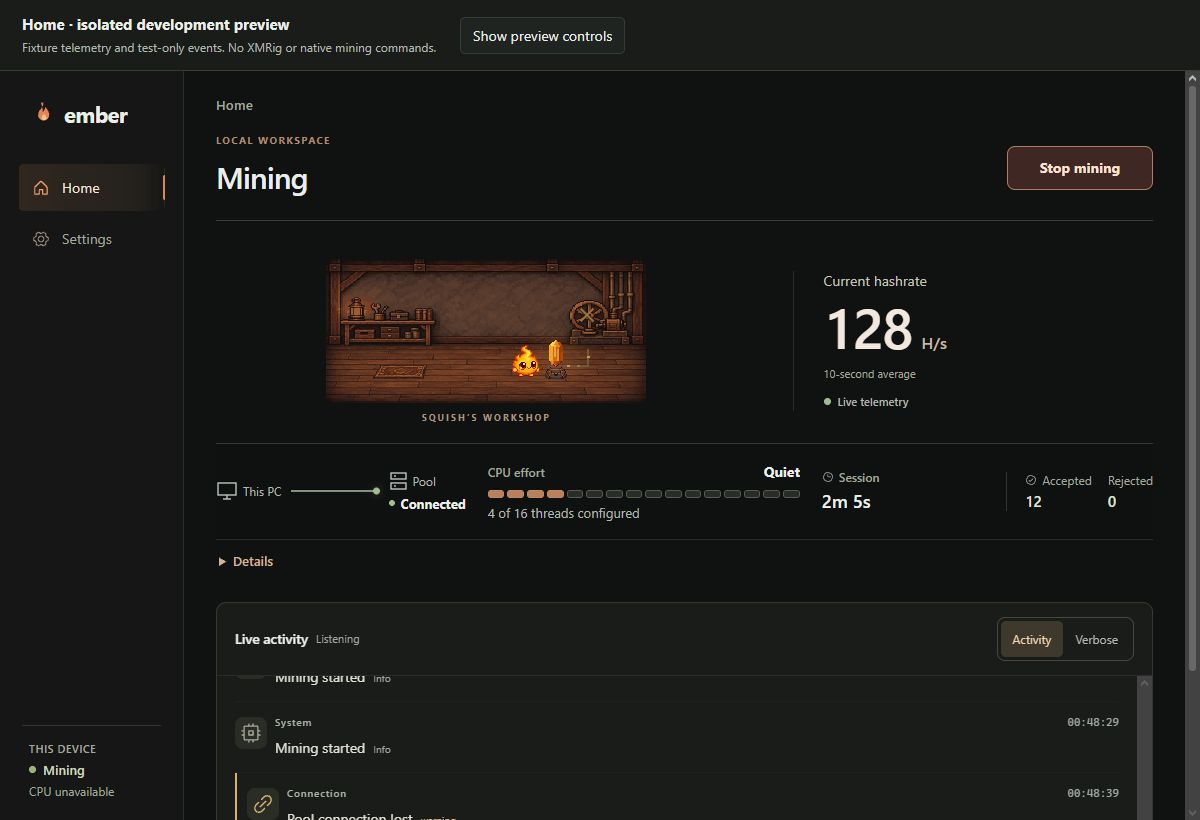 Home · isolated development preview
Fixture telemetry and test-only events. No XMRig or native mining commands.
Show preview controls
ember
Home
Settings
THIS DEVICE
Mining
CPU unavailable
Home
LOCAL WORKSPACE
Mining
Stop mining
SQUISH'S WORKSHOP
Current hashrate
128 H/s
10-second average
Live telemetry
This PC
Pool
Connected
CPU effort
Quiet
4 of 16 threads configured
Session
2m 5s
Accepted
12
Rejected
0
Details
Live activity Listening
Activity
Verbose
Mining started Info
System
00:48:29
Mining started Info
Connection
00:48:39
Pool connection lost warning